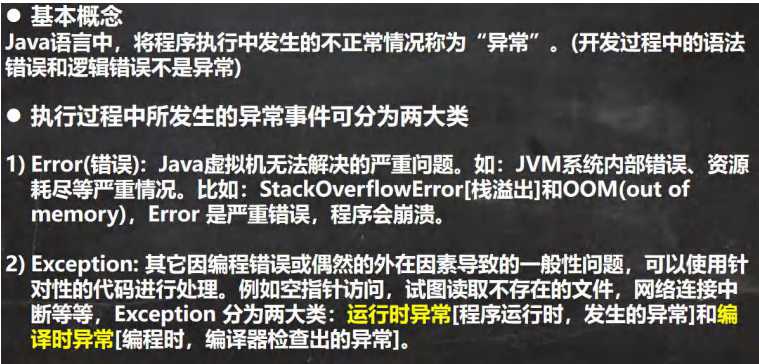 ● 基本概念
Java语言中，将程序执行中发生的不正常情况称为“异常”。(开发过程中的语法
错误和逻辑错误不是异常)
● 执行过程中所发生的异常事件可分为两大类
1) Error(错误)：Java虚拟机无法解决的严重问题。如：JVM系统内部错误、资源
耗尽等严重情况。比如：StackOverflowError[栈溢出]和OOM(out of
memory)，Error 是严重错误，程序会崩溃。
2) Exception: 其它因编程错误或偶然的外在因素导致的一般性问题，可以使用针
对性的代码进行处理。例如空指针访问，试图读取不存在的文件，网络连接中
断等等，Exception 分为两大类：运行时异常[程序运行时，发生的异常]和编
译时异常[编程时，编译器检查出的异常]。